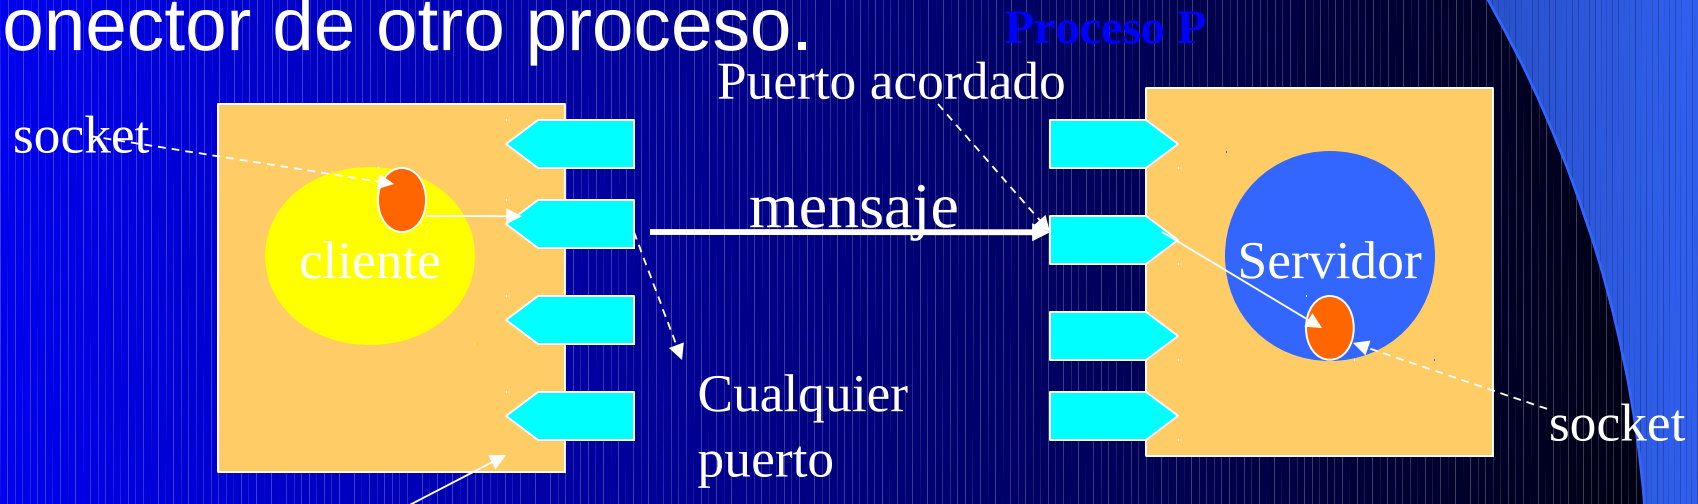 onector de otro proceso.
Proceso P
Puerto acordado
socket
mensaje
cliente
Servidor
Cualquier
puerto
socket